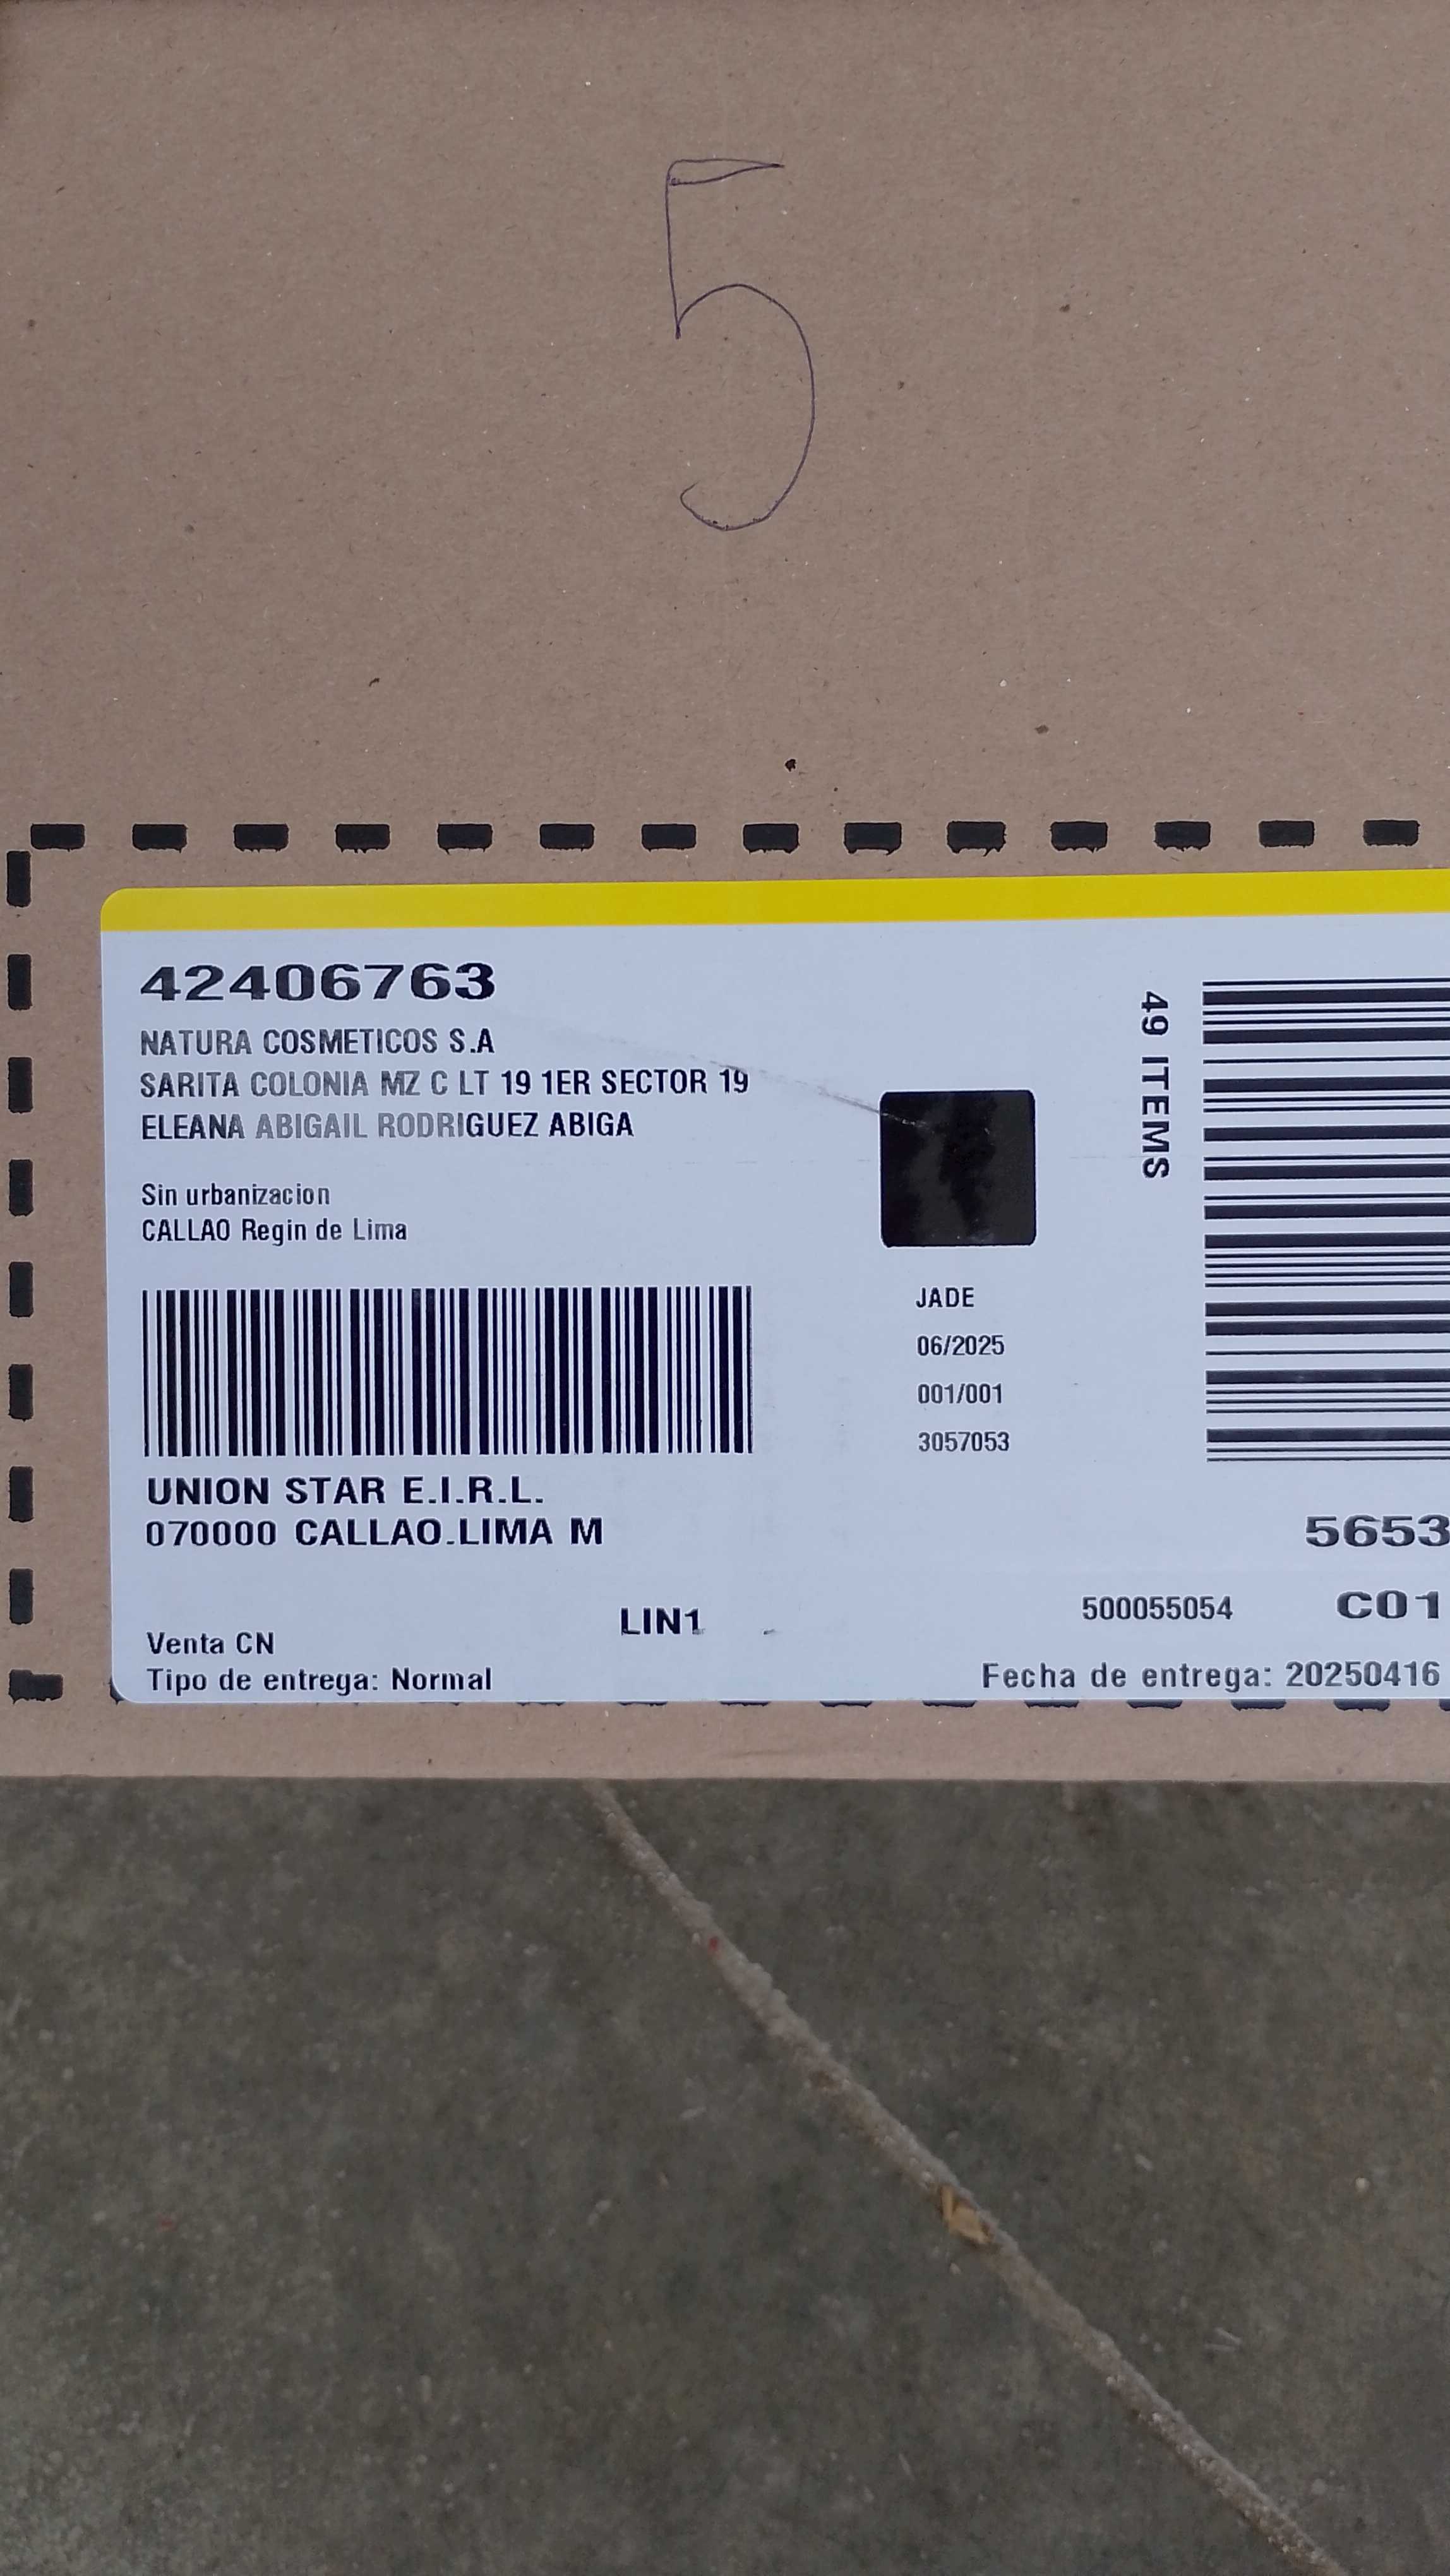 5
42406763
NATURA COSMETICOS S.A
SARITA COLONIA MZ C LT 19 1ER SECTOR 19
ELEANA ABIGAIL RODRIGUEZ ABIGA
Sin urbanizacion
CALLAO Regin de Lima
UNION STAR E.I.R.L.
070000 CALLAO.LIMA M
Venta CN
Tipo de entrega: Normal
LIN1
JADE
06/2025
001/001
3057053
49 ITEMS
5653
500055054 C01
Fecha de entrega: 20250416